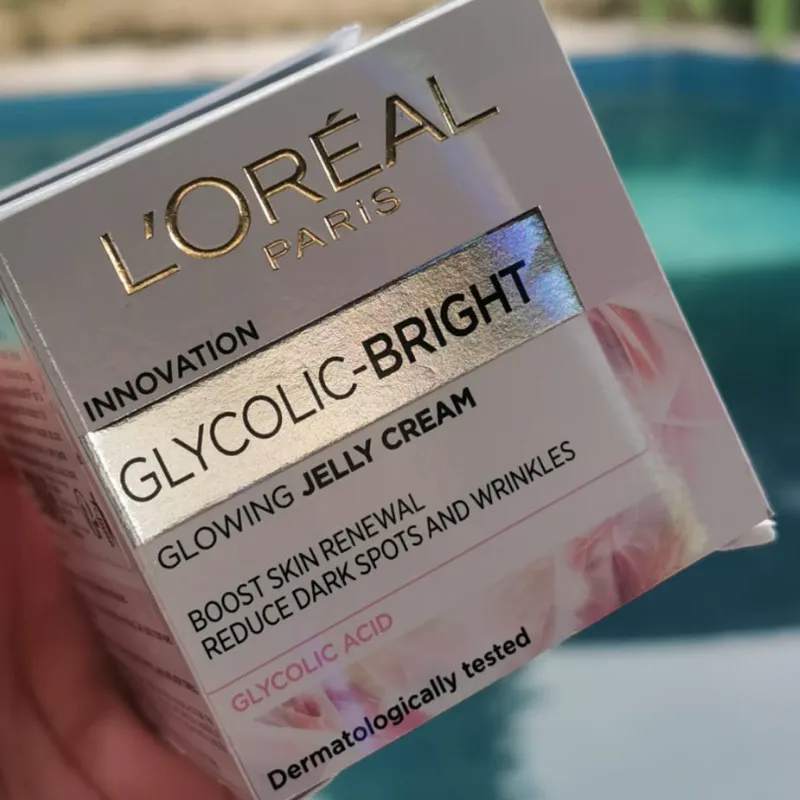 L'ORÉAL
PARiS
INNOVATION
GLYCOLIC-BRIGHT
GLOWING JELLY CREAM
BOOST SKIN RENEWAL
REDUCE DARK SPOTS AND WRINKLES
GLYCOLIC ACID
Dermatologically tested